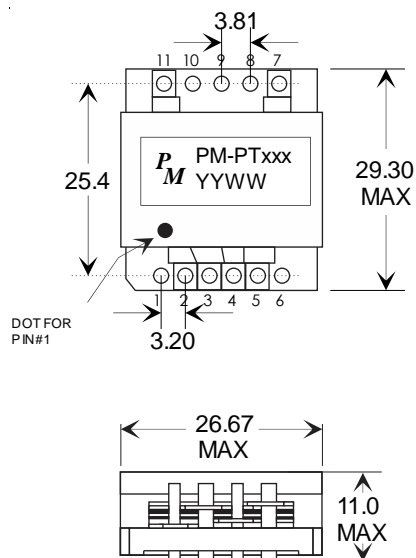 3.81
11 10 9 8 7
25.4
P
M
PM-PTxxx
YYWW
29.30
MAX
DOT FOR
PIN#1
1 2 3 4 5 6
3.20
26.67
MAX
11.0
MAX